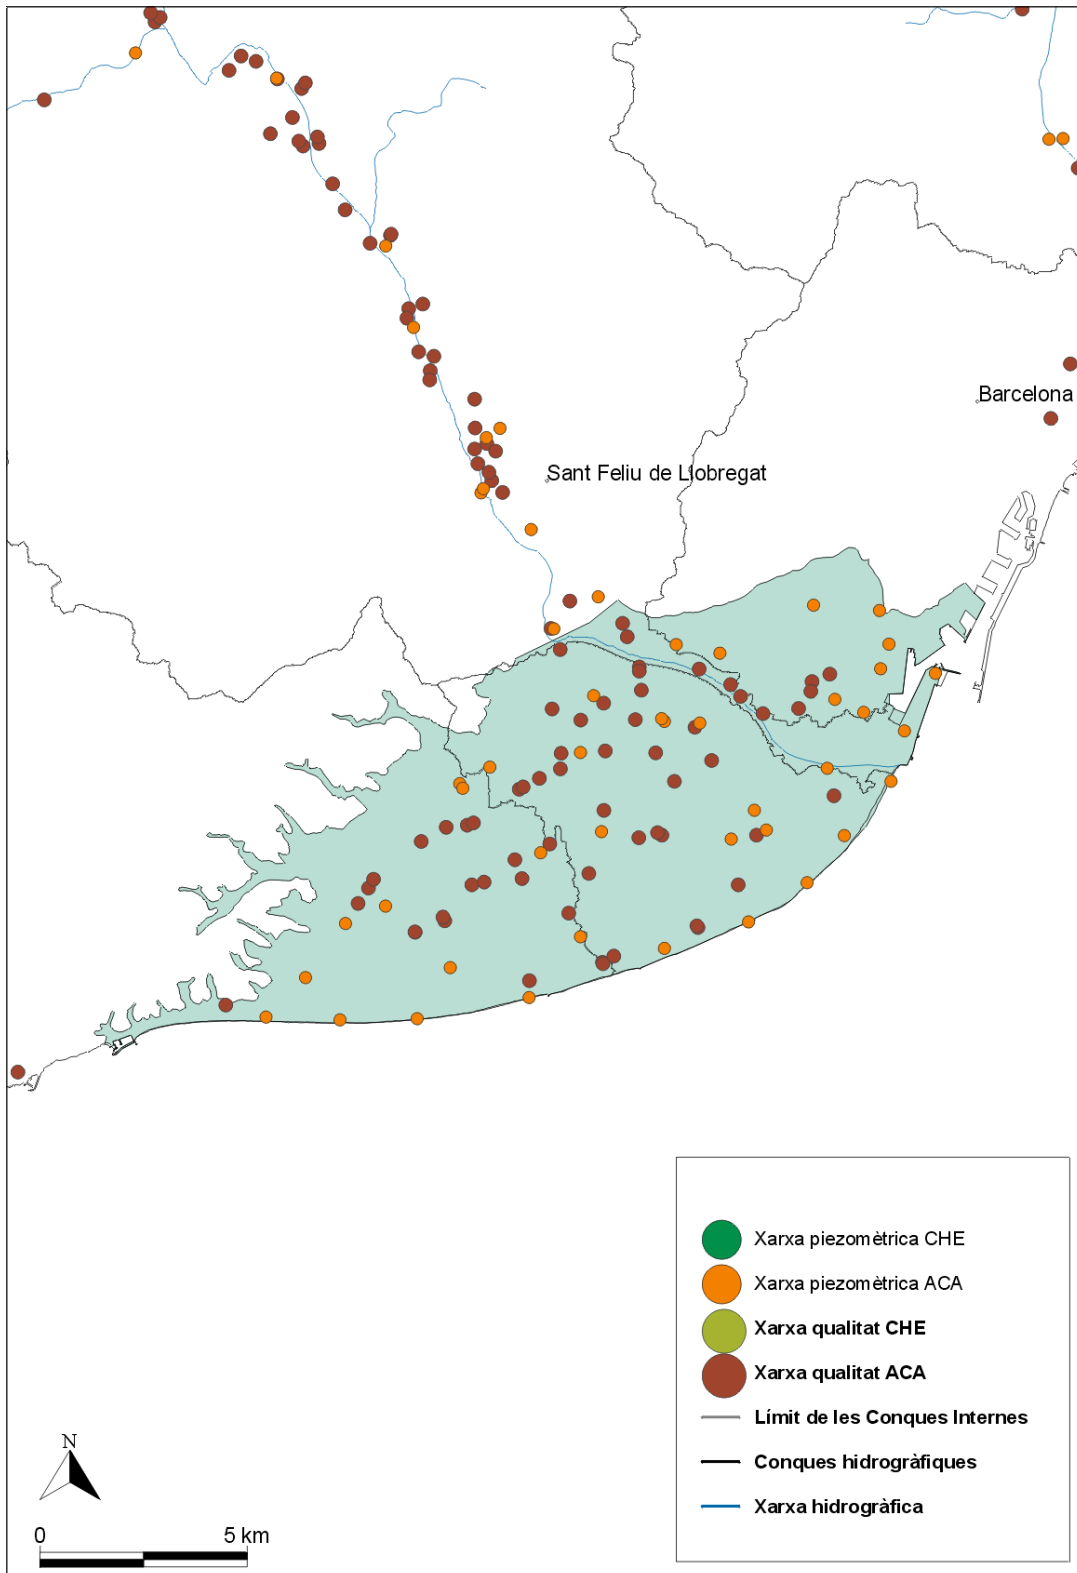 Barcelona
Sant Feliu de Llobregat
Xarxa piezomètrica CHE
Xarxa piezomètrica ACA
Xarxa qualitat CHE
Xarxa qualitat ACA
Límit de les Conques Internes
Conques hidrogràfiques
Xarxa hidrogràfica
N
0 5 km